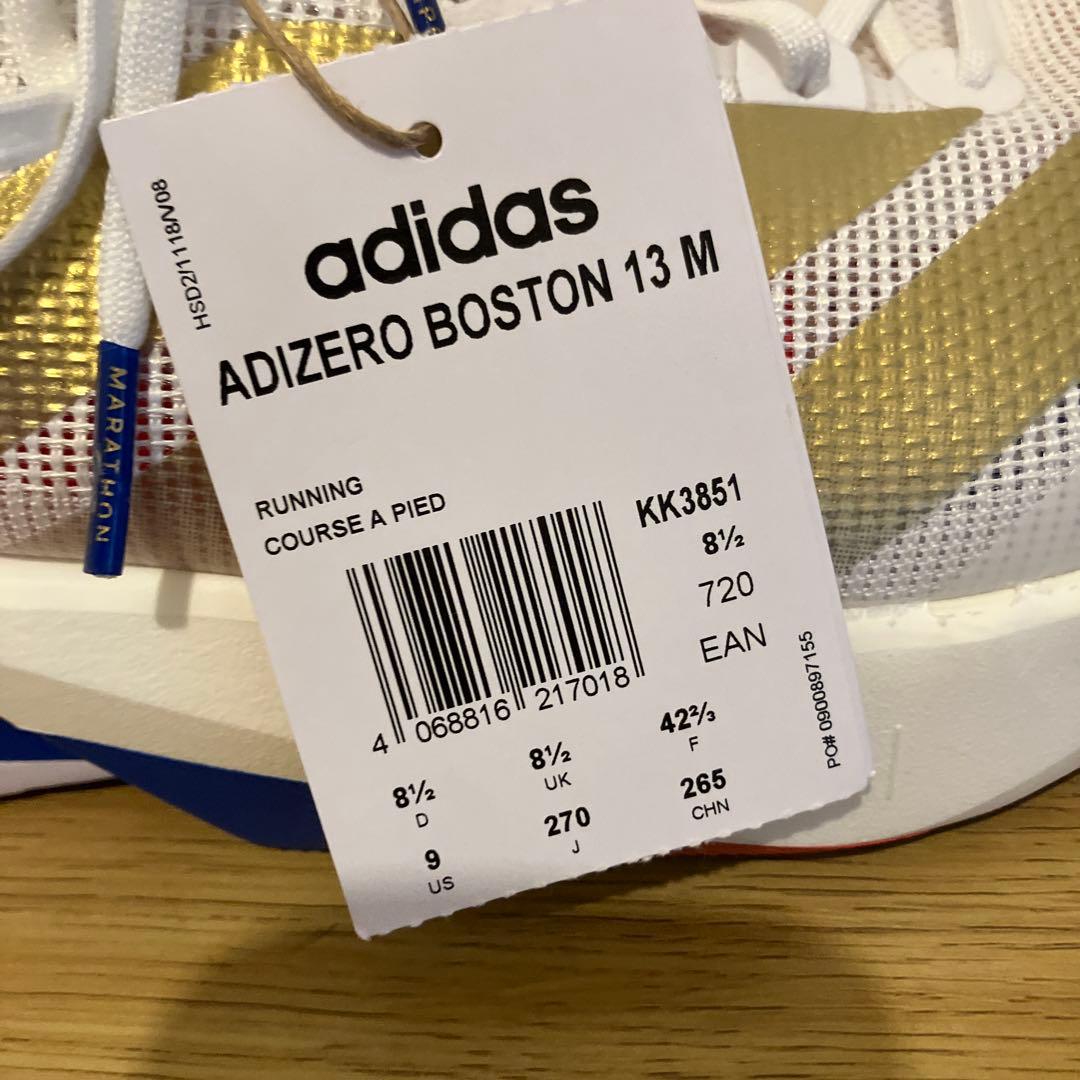 HSD2/1118/V08
adidas
ADIZERO BOSTON 13 M
MARATHON
RUNNING
COURSE A PIED
KK3851
8½
720
EAN
4 068816 217018
PO# 0900897155
8½
D
8½
UK
42⅔
F
9
US
270
J
265
CHN